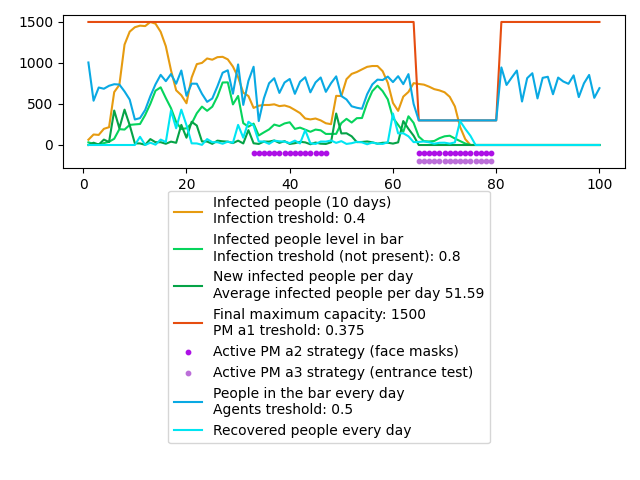 1500
1000
500
0
0 20 40 60 80 100
Infected people (10 days)
Infection treshold: 0.4
Infected people level in bar
Infection treshold (not present): 0.8
New infected people per day
Average infected people per day 51.59
Final maximum capacity: 1500
PM a1 treshold: 0.375
Active PM a2 strategy (face masks)
Active PM a3 strategy (entrance test)
People in the bar every day
Agents treshold: 0.5
Recovered people every day